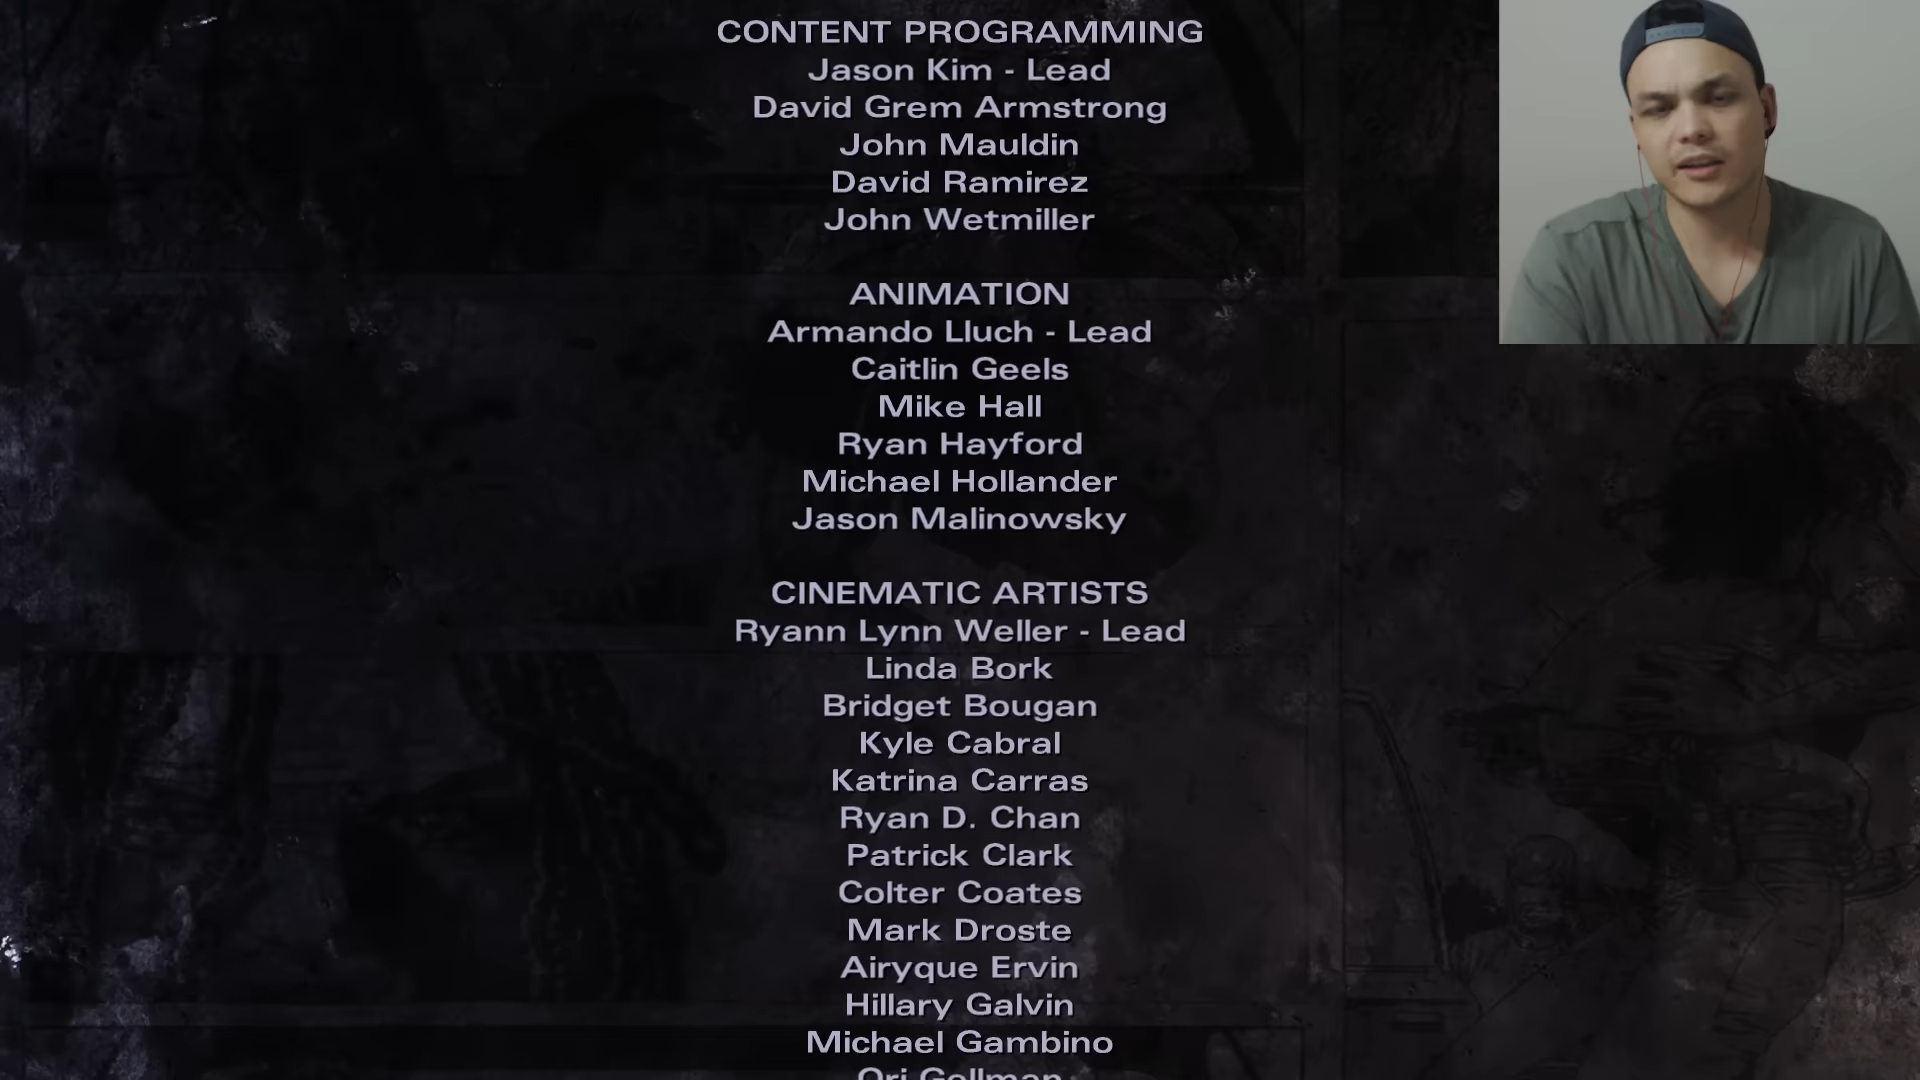 CONTENT PROGRAMMING
Jason Kim - Lead
David Grem Armstrong
John Mauldin
David Ramirez
John Wetmiller
ANIMATION
Armando Lluch - Lead
Caitlin Geels
Mike Hall
Ryan Hayford
Michael Hollander
Jason Malinowsky
CINEMATIC ARTISTS
Ryann Lynn Weller - Lead
Linda Bork
Bridget Bougan
Kyle Cabral
Katrina Carras
Ryan D. Chan
Patrick Clark
Colter Coates
Mark Droste
Airyque Ervin
Hillary Galvin
Michael Gambino
Ori Gollman